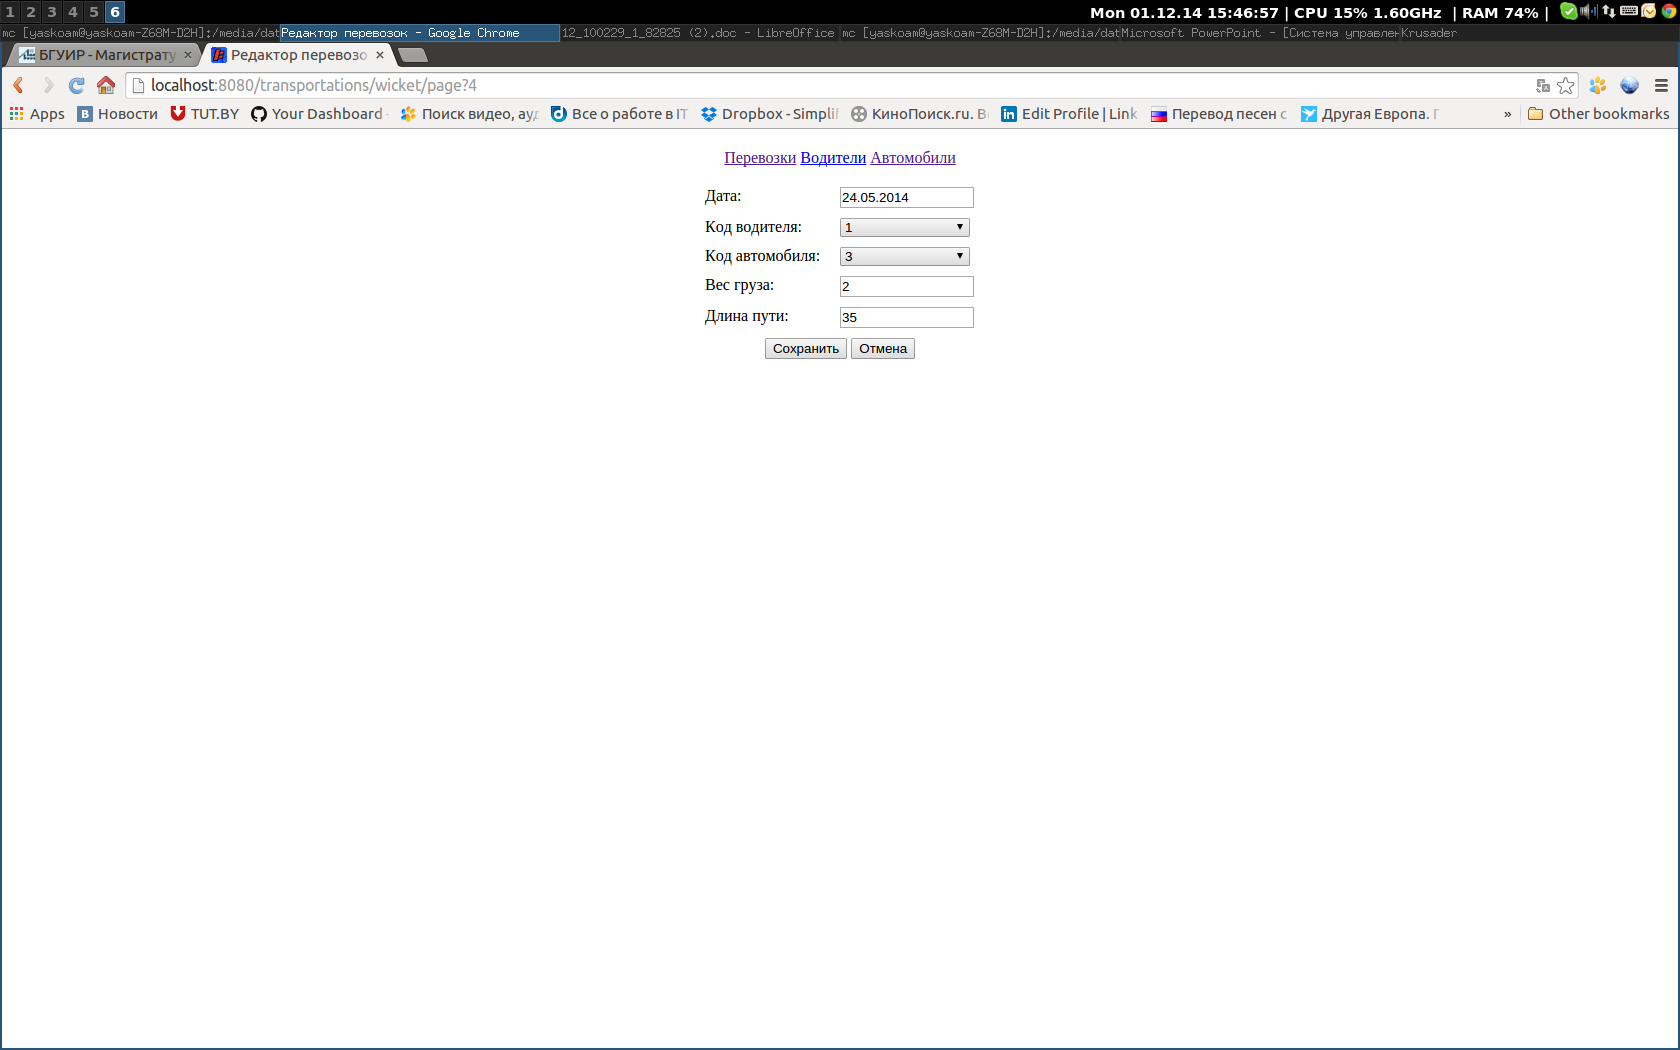 1 2 3 4 5 6 Mon 01.12.14 15:46:57 | CPU 15% 1.60GHz | RAM 74% |
mc [yaskoam@yaskoam-Z68M-D2H]:/media/dat Редактор перевозок - Google Chrome 12_100229_1_82825 (2).doc - LibreOffice mc [yaskoam@yaskoam-Z68M-D2H]:/media/dat Microsoft PowerPoint - [Система управлен Krusader
БГУИР - Магистрату × Редактор перевозо ×
localhost:8080/transportations/wicket/page?4
Apps Новости TUT.BY Your Dashboard Поиск видео, ауд Все о работе в IT Dropbox - Simplif КиноПоиск.ru. В Edit Profile | Link Перевод песен с Другая Европа. Г » Other bookmarks
Перевозки Водители Автомобили
Дата: 24.05.2014
Код водителя: 1
Код автомобиля: 3
Вес груза: 2
Длина пути: 35
Сохранить Отмена